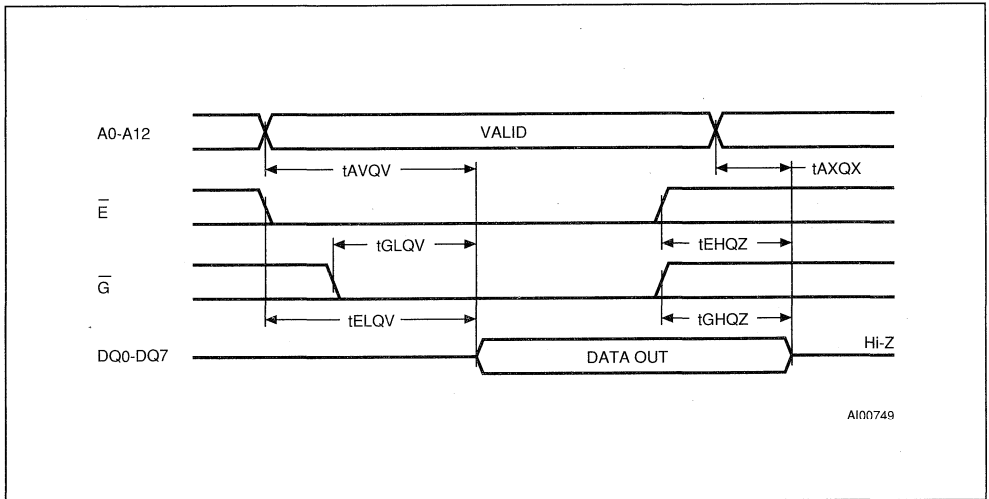 A0-A12
VALID
tAVQV
tAXQX
E
tGLQV
tEHQZ
G
tELQV
tGHQZ
DQ0-DQ7
DATA OUT
Hi-Z
AI00749